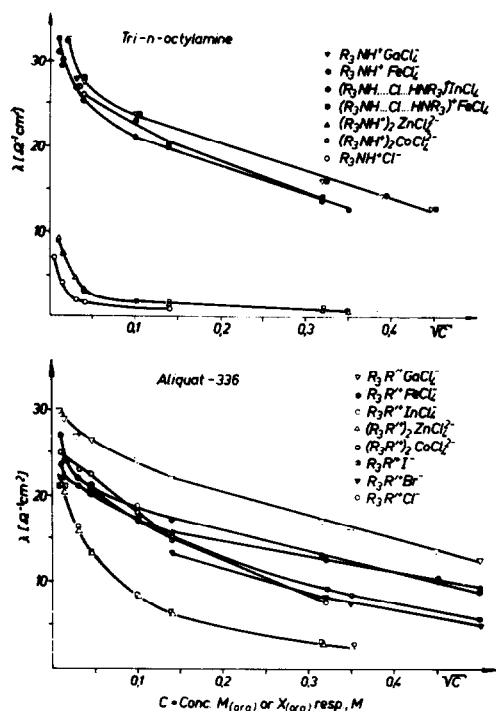 Tri-n-octylamine
λ [Ω⁻¹cm²]
30
20
10
R₃NH⁺GaCl₄⁻
R₃NH⁺FeCl₄⁻
(R₃NH...Cl...HNR₃)⁺InCl₄⁻
(R₃NH...Cl...HNR₃)⁺FeCl₄⁻
(R₃NH⁺)₂ZnCl₄²⁻
(R₃NH⁺)₂CoCl₄²⁻
R₃NH⁺Cl⁻
0,1 0,2 0,3 0,4 √C
Aliquat-336
λ [Ω⁻¹cm²]
30
20
10
R₃R'⁺GaCl₄⁻
R₃R'⁺FeCl₄⁻
R₃R'⁺InCl₄⁻
(R₃R'⁺)₂ZnCl₄²⁻
(R₃R'⁺)₂CoCl₄²⁻
R₃R'⁺I⁻
R₃R'⁺Br⁻
R₃R'⁺Cl⁻
0,1 0,2 0,3 0,4 √C
C = Conc. M(org) or X(org) resp, M